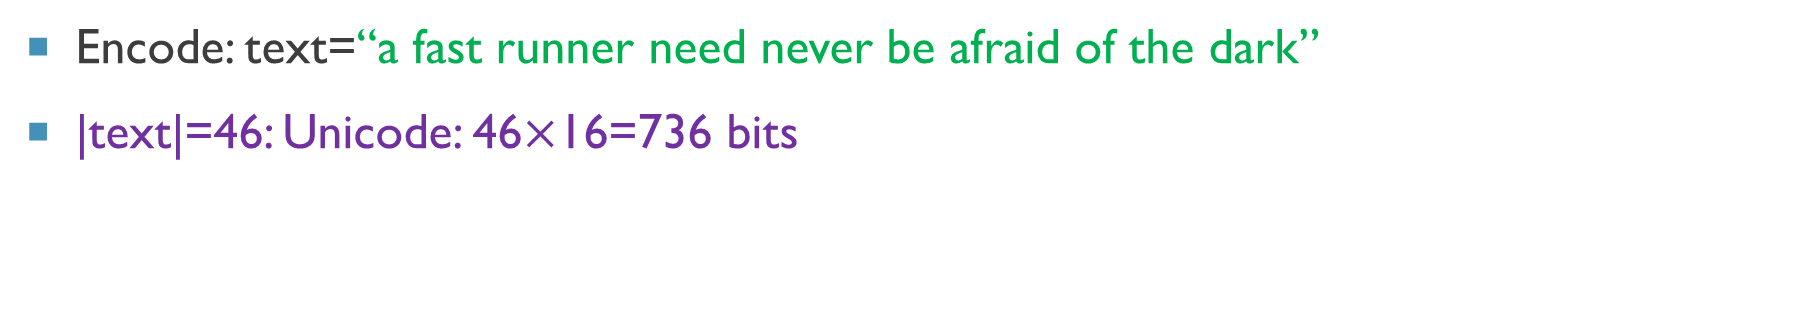 Encode: text=“a fast runner need never be afraid of the dark”
|text|=46: Unicode: 46×16=736 bits